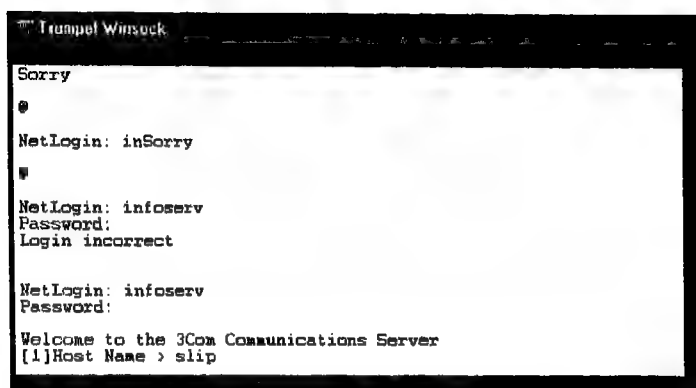 Trumpet Winsock
Sorry
@
NetLogin: inSorry
NetLogin: infoserv
Password:
Login incorrect
NetLogin: infoserv
Password:
Welcome to the 3Com Communications Server
[1]Host Name > slip